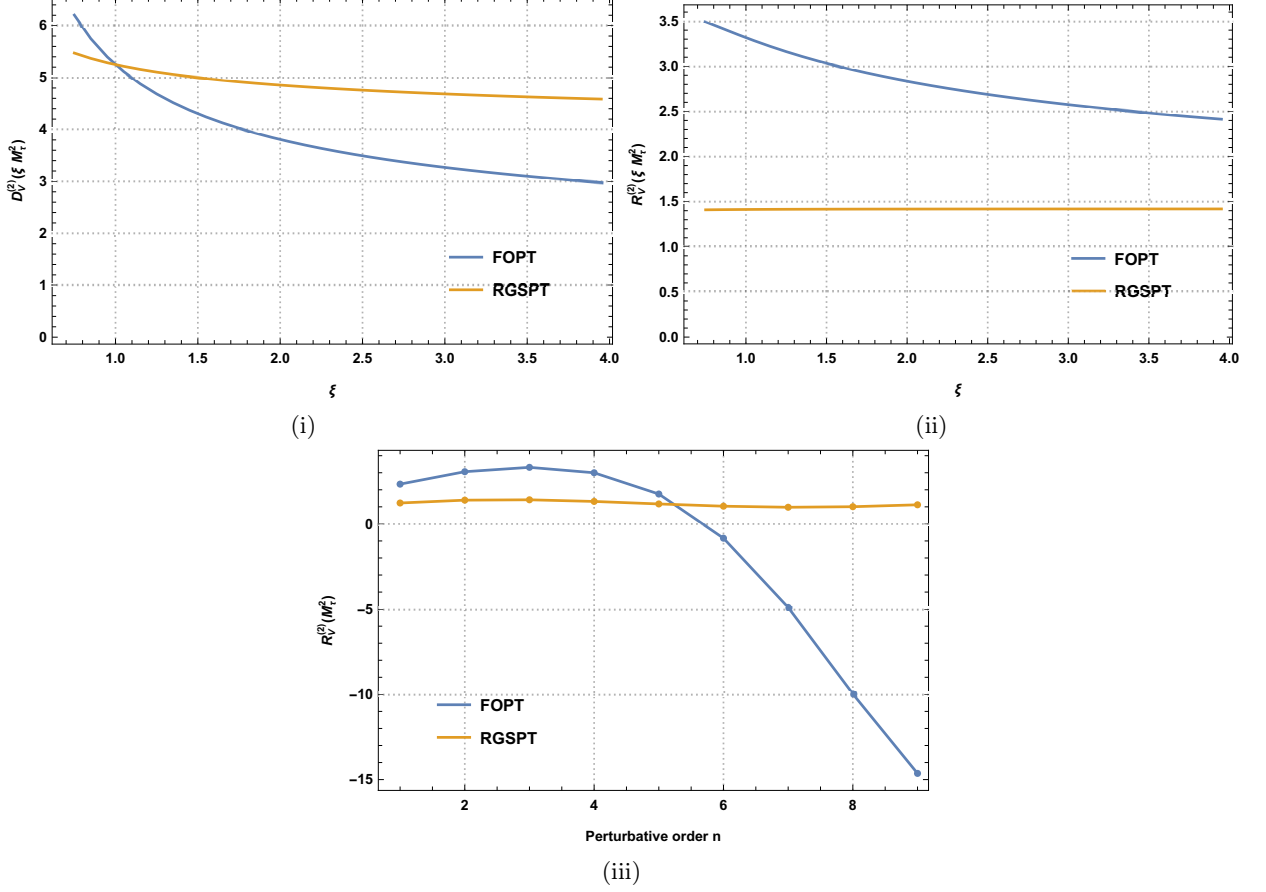 6
5
4
3
2
1
0
D_V^(2)(ξ M_τ^2)
FOPT
RGSPT
1.0 1.5 2.0 2.5 3.0 3.5 4.0
ξ
(i)
3.5
3.0
2.5
2.0
1.5
1.0
0.5
0.0
R_V^(2)(ξ M_τ^2)
FOPT
RGSPT
1.0 1.5 2.0 2.5 3.0 3.5 4.0
ξ
(ii)
0
−5
−10
−15
R_V^(2)(M_τ^2)
FOPT
RGSPT
2 4 6 8
Perturbative order n
(iii)